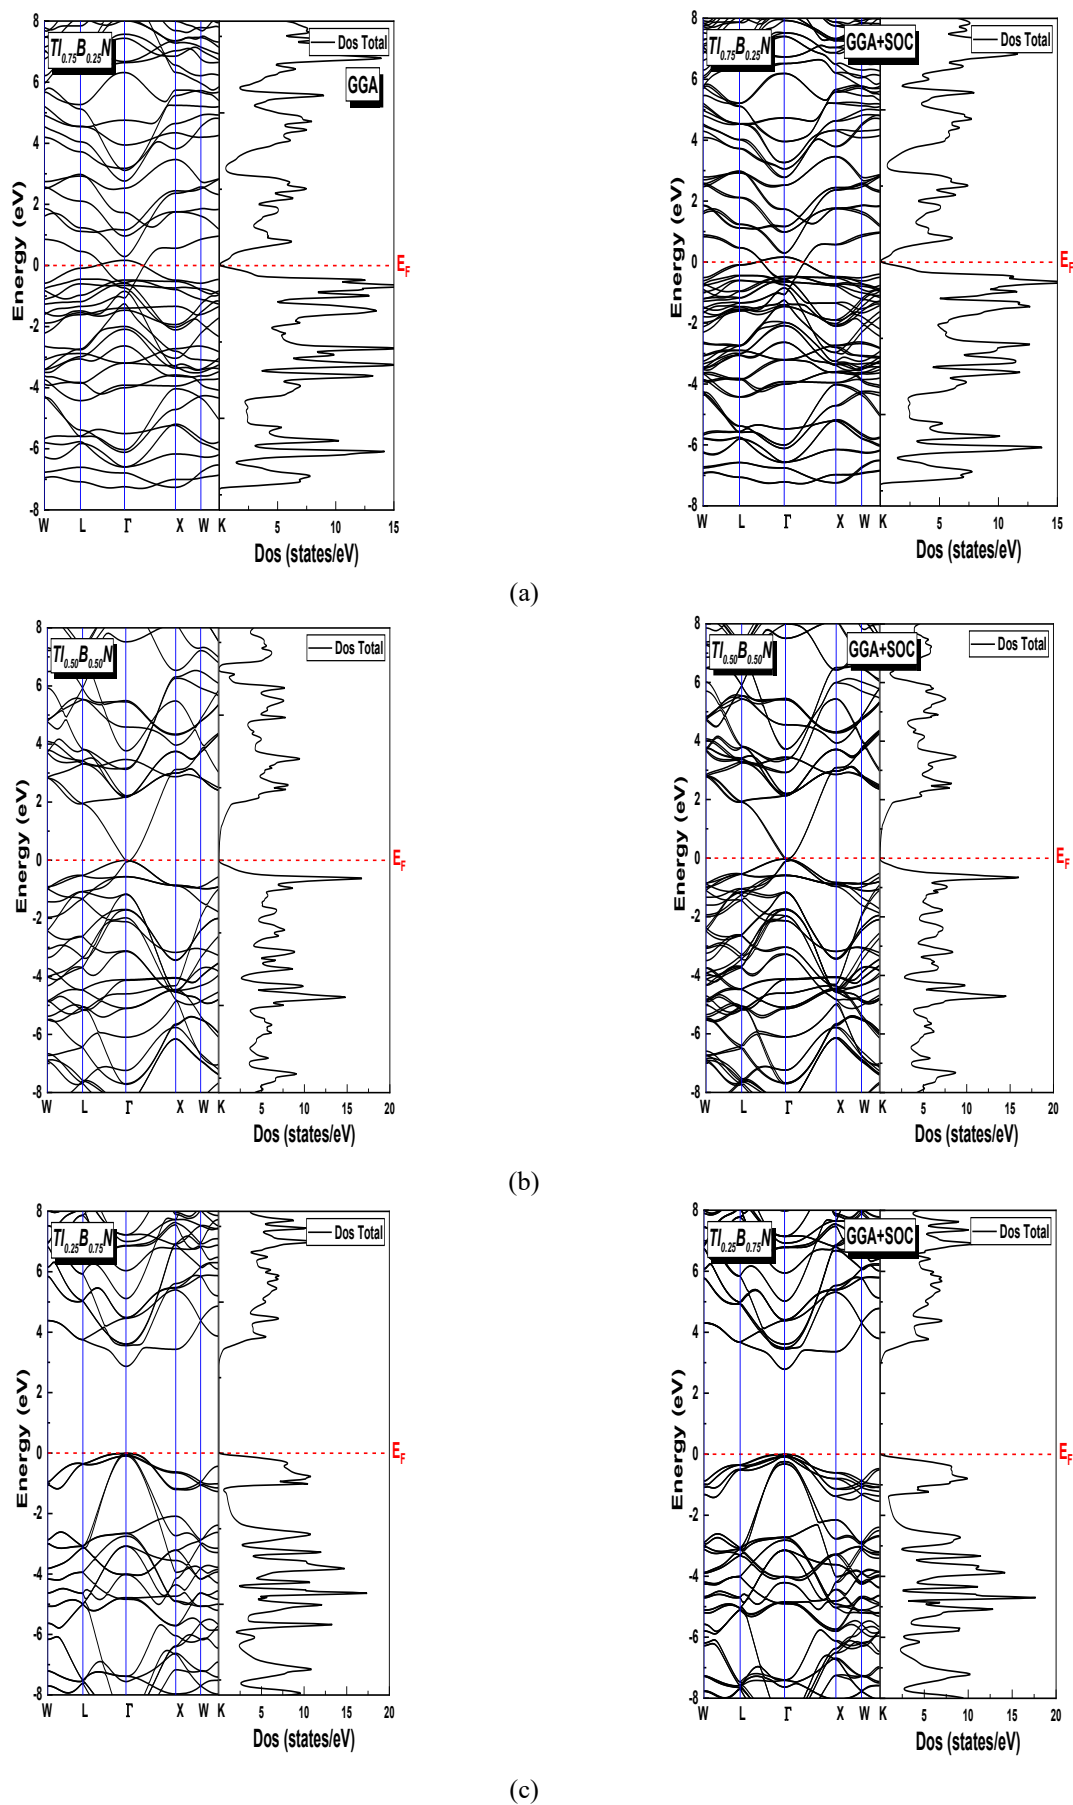 Tl0.75B0.25N
Dos Total
GGA
Energy (eV)
8
6
4
2
0
-2
-4
-6
-8
EF
W L Γ X W K 5 10 15
Dos (states/eV)
Tl0.75B0.25N
GGA+SOC
Dos Total
Energy (eV)
8
6
4
2
0
-2
-4
-6
-8
EF
W L Γ X W K 5 10 15
Dos (states/eV)
(a)
Tl0.50B0.50N
Dos Total
Energy (eV)
8
6
4
2
0
-2
-4
-6
-8
EF
W L Γ X W K 5 10 15 20
Dos (states/eV)
Tl0.50B0.50N
GGA+SOC
Dos Total
Energy (eV)
8
6
4
2
0
-2
-4
-6
-8
EF
W L Γ X W K 5 10 15 20
Dos (states/eV)
(b)
Tl0.25B0.75N
Dos Total
Energy (eV)
8
6
4
2
0
-2
-4
-6
-8
EF
W L Γ X W K 5 10 15 20
Dos (states/eV)
Tl0.25B0.75N
GGA+SOC
Dos Total
Energy (eV)
8
6
4
2
0
-2
-4
-6
-8
EF
W L Γ X W K 5 10 15 20
Dos (states/eV)
(c)